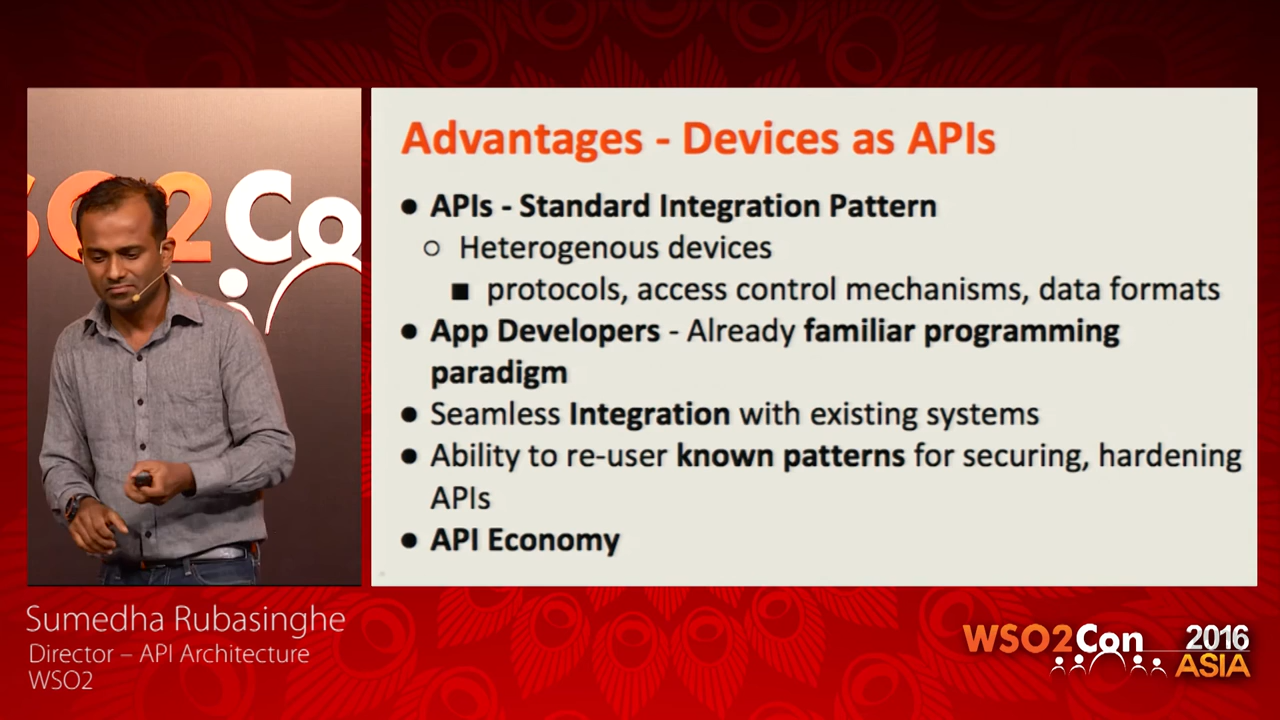 SO2Co
Advantages - Devices as APIs
● APIs - Standard Integration Pattern
○ Heterogenous devices
■ protocols, access control mechanisms, data formats
● App Developers - Already familiar programming
paradigm
● Seamless Integration with existing systems
● Ability to re-user known patterns for securing, hardening
APIs
● API Economy
Sumedha Rubasinghe
Director – API Architecture
WSO2
WSO2Con 2016
ASIA